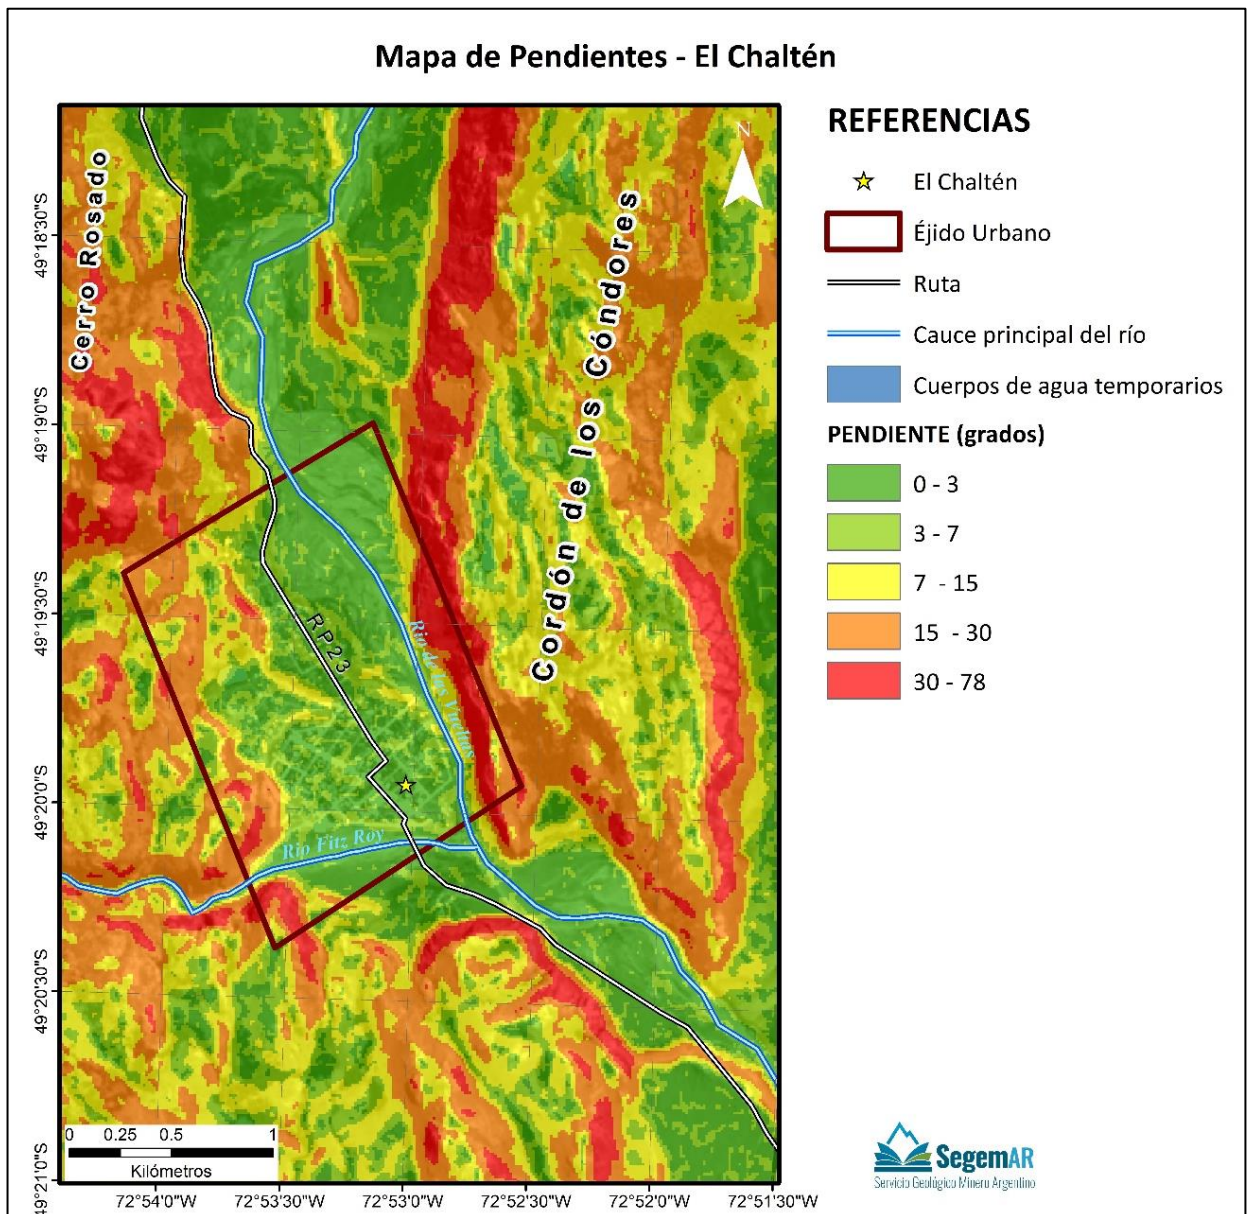 Mapa de Pendientes - El Chaltén
N
Cerro Rosado
Cordón de los Cóndores
RP23
Río de las Vueltas
Río Fitz Roy
49°18'30"S
49°19'0"S
49°19'30"S
49°20'0"S
49°20'30"S
49°21'0"S
0 0.25 0.5 1
Kilómetros
72°54'0"W 72°53'30"W 72°53'0"W 72°52'30"W 72°52'0"W 72°51'30"W
REFERENCIAS
El Chaltén
Éjido Urbano
Ruta
Cauce principal del río
Cuerpos de agua temporarios
PENDIENTE (grados)
0 - 3
3 - 7
7 - 15
15 - 30
30 - 78
SegemAR
Servicio Geológico Minero Argentino